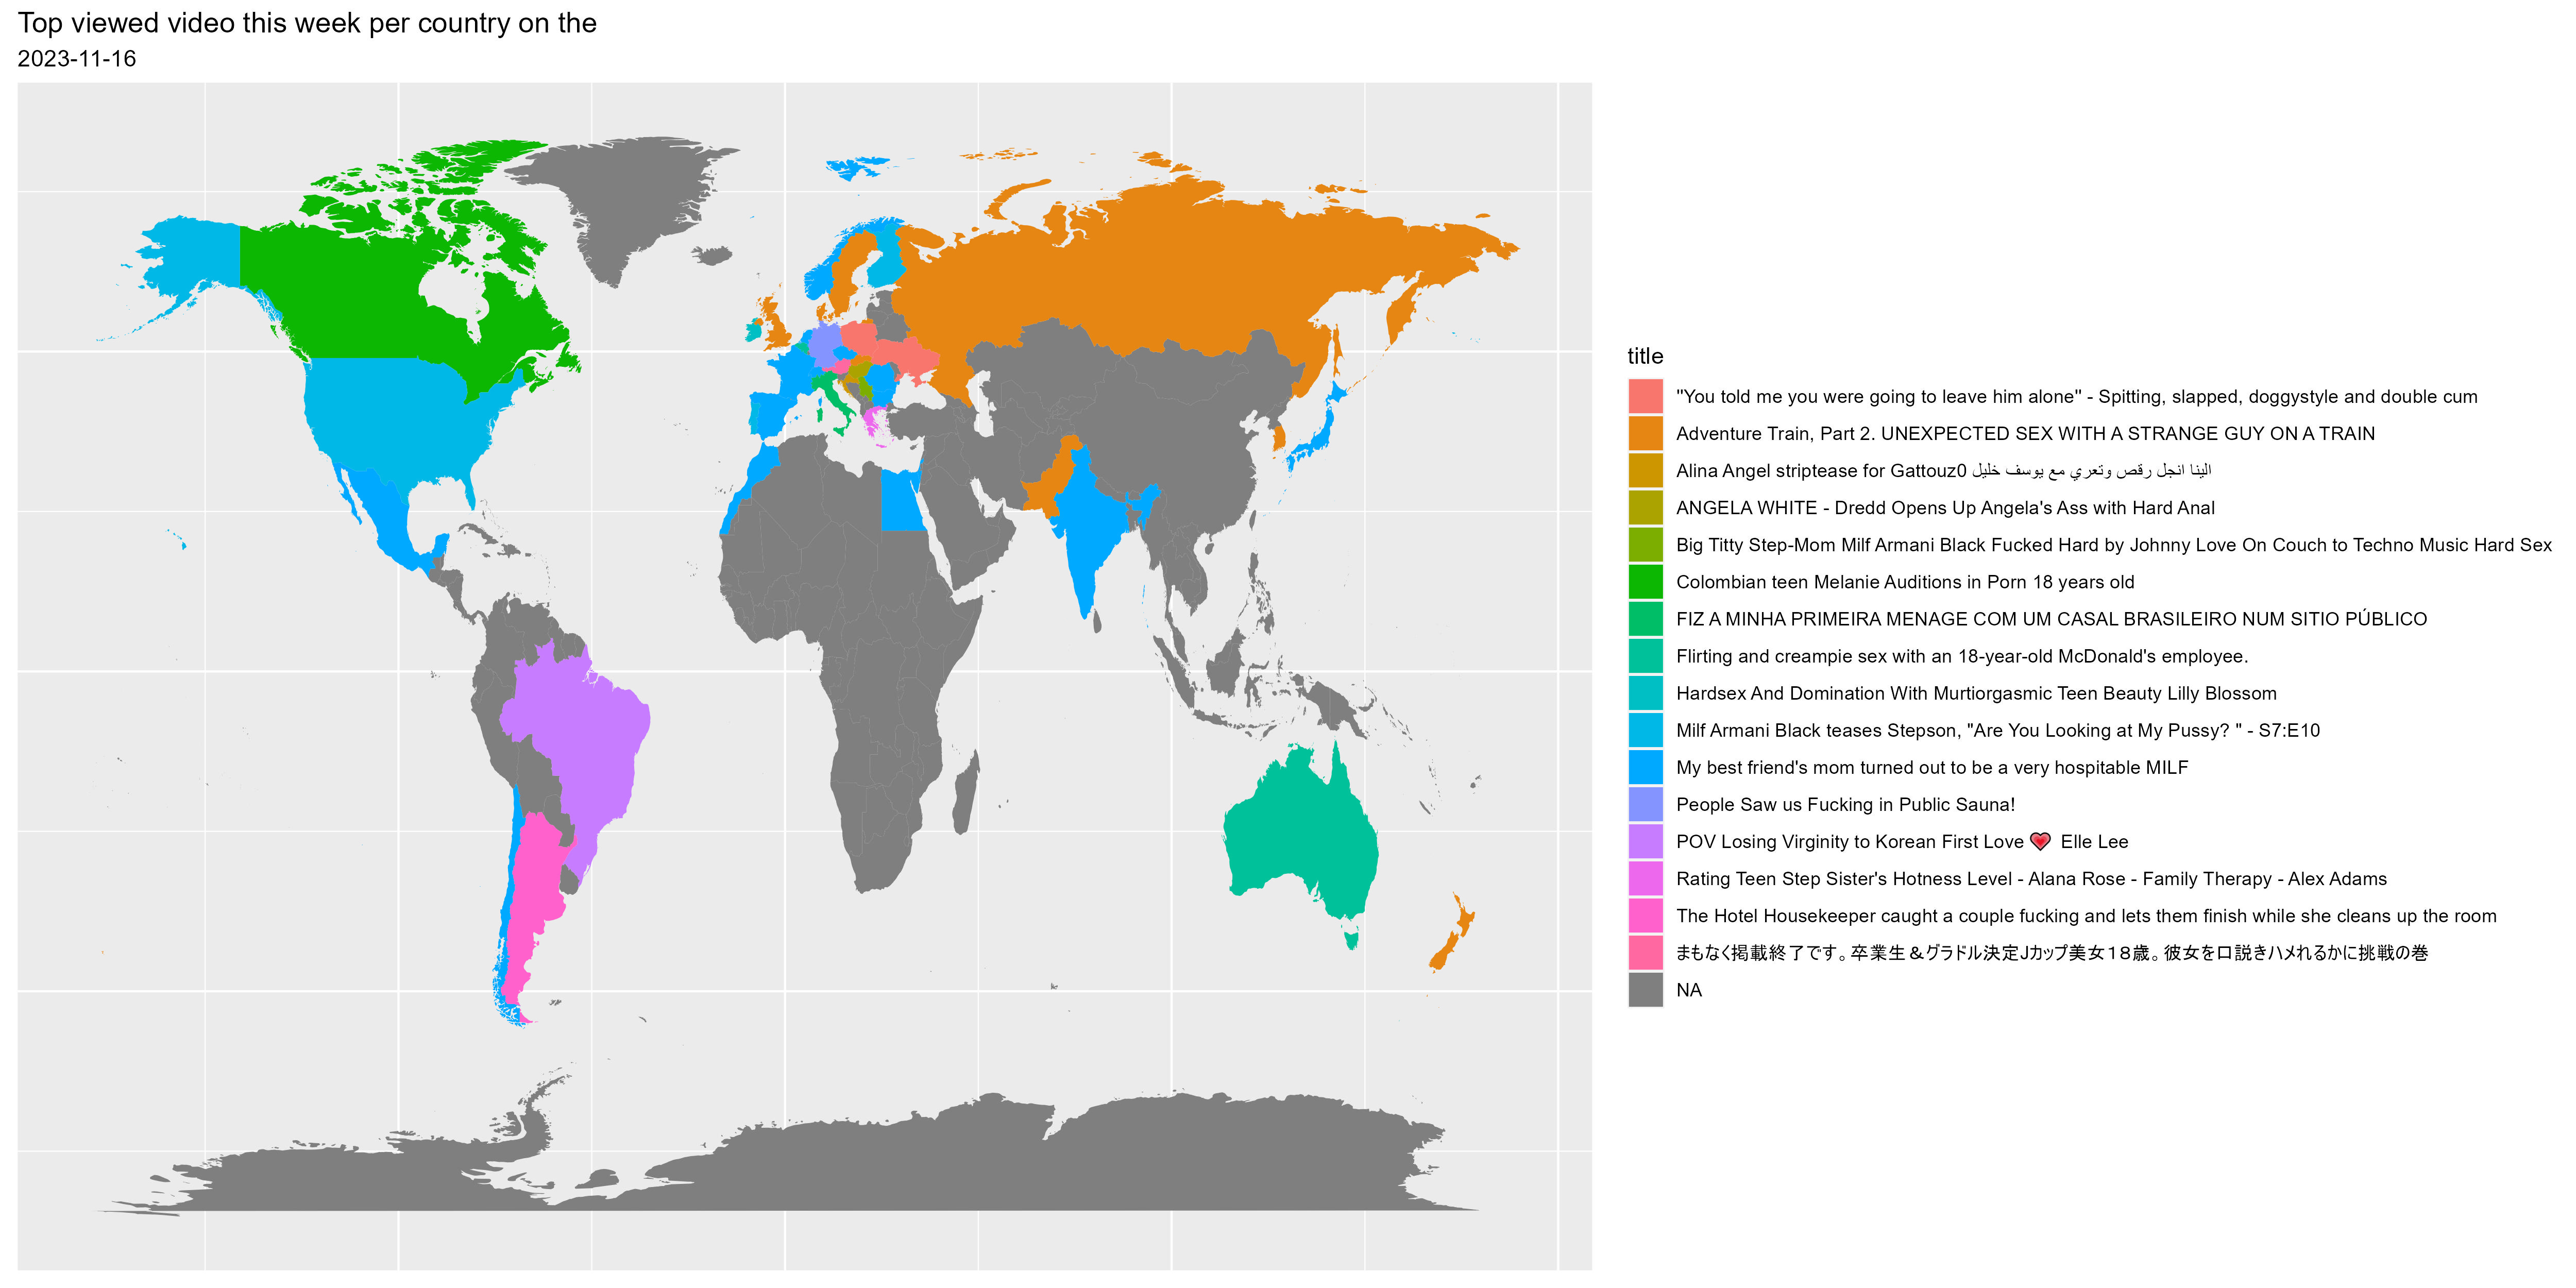 Top viewed video this week per country on the
2023-11-16
title
"You told me you were going to leave him alone" - Spitting, slapped, doggystyle and double cum
Adventure Train, Part 2. UNEXPECTED SEX WITH A STRANGE GUY ON A TRAIN
Alina Angel striptease for Gattouz0 الينا انجل رقص وتعري مع يوسف خليل
ANGELA WHITE - Dredd Opens Up Angela's Ass with Hard Anal
Big Titty Step-Mom Milf Armani Black Fucked Hard by Johnny Love On Couch to Techno Music Hard Sex
Colombian teen Melanie Auditions in Porn 18 years old
FIZ A MINHA PRIMEIRA MENAGE COM UM CASAL BRASILEIRO NUM SITIO PÚBLICO
Flirting and creampie sex with an 18-year-old McDonald's employee.
Hardsex And Domination With Murtiorgasmic Teen Beauty Lilly Blossom
Milf Armani Black teases Stepson, "Are You Looking at My Pussy? " - S7:E10
My best friend's mom turned out to be a very hospitable MILF
People Saw us Fucking in Public Sauna!
POV Losing Virginity to Korean First Love 💗 Elle Lee
Rating Teen Step Sister's Hotness Level - Alana Rose - Family Therapy - Alex Adams
The Hotel Housekeeper caught a couple fucking and lets them finish while she cleans up the room
まもなく掲載終了です。卒業生＆グラドル決定Jカップ美女１８歳。彼女を口説きハメれるかに挑戦の巻
NA